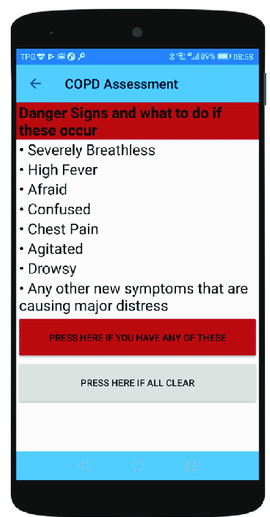 TPG
89% 08:58
COPD Assessment
Danger Signs and what to do if
these occur
• Severely Breathless
• High Fever
• Afraid
• Confused
• Chest Pain
• Agitated
• Drowsy
• Any other new symptoms that are
causing major distress
PRESS HERE IF YOU HAVE ANY OF THESE
PRESS HERE IF ALL CLEAR